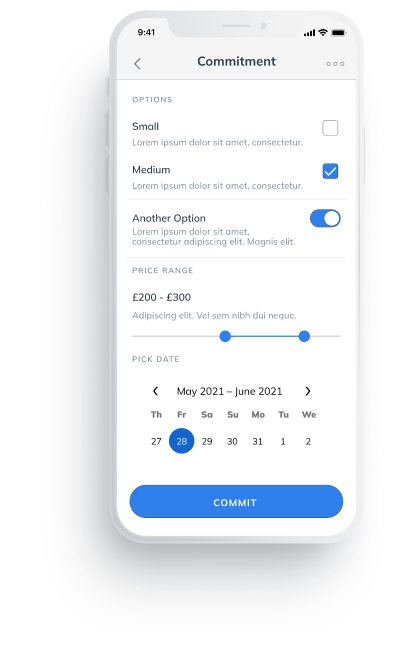 9:41
Commitment
OPTIONS
Small
Lorem ipsum dolor sit amet, consectetur.
Medium
Lorem ipsum dolor sit amet, consectetur.
Another Option
Lorem ipsum dolor sit amet,
consectetur adipiscing elit. Magnis elit.
PRICE RANGE
£200 - £300
Adipiscing elit. Vel sem nibh dui neque.
PICK DATE
May 2021 – June 2021
Th Fr Sa Su Mo Tu We
27 28 29 30 31 1 2
COMMIT